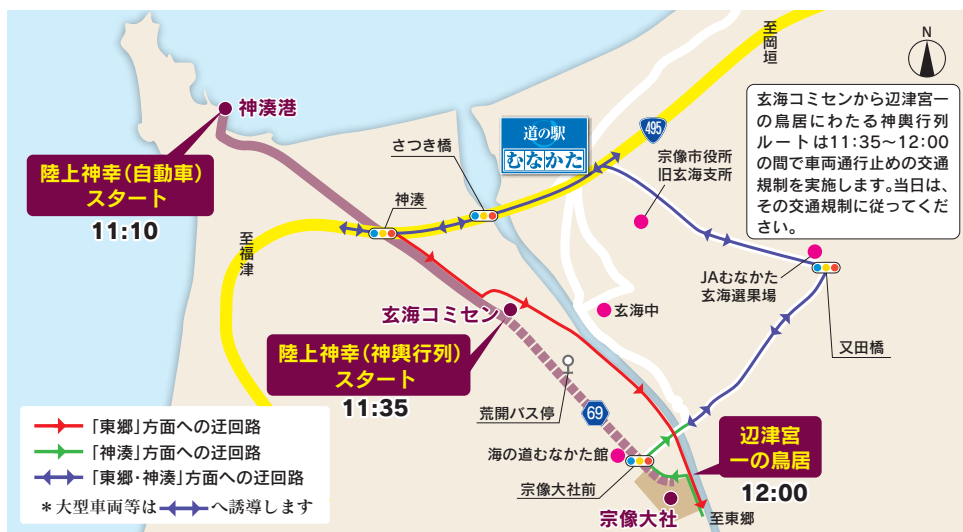 神湊港
陸上神幸(自動車)
スタート
11:10
至福津
神湊
さつき橋
道の駅
むなかた
495
至岡垣
N
宗像市役所
旧玄海支所
玄海コミセンから辺津宮一
の鳥居にわたる神輿行列
ルートは11:35~12:00
の間で車両通行止めの交通
規制を実施します。当日は、
その交通規制に従ってくだ
さい。
JAむなかた
玄海選果場
又田橋
玄海中
玄海コミセン
陸上神幸(神輿行列)
スタート
11:35
荒開バス停
69
海の道むなかた館
宗像大社前
宗像大社
辺津宮
一の鳥居
12:00
至東郷
「東郷」方面への迂回路
「神湊」方面への迂回路
「東郷・神湊」方面への迂回路
*大型車両等は へ誘導します